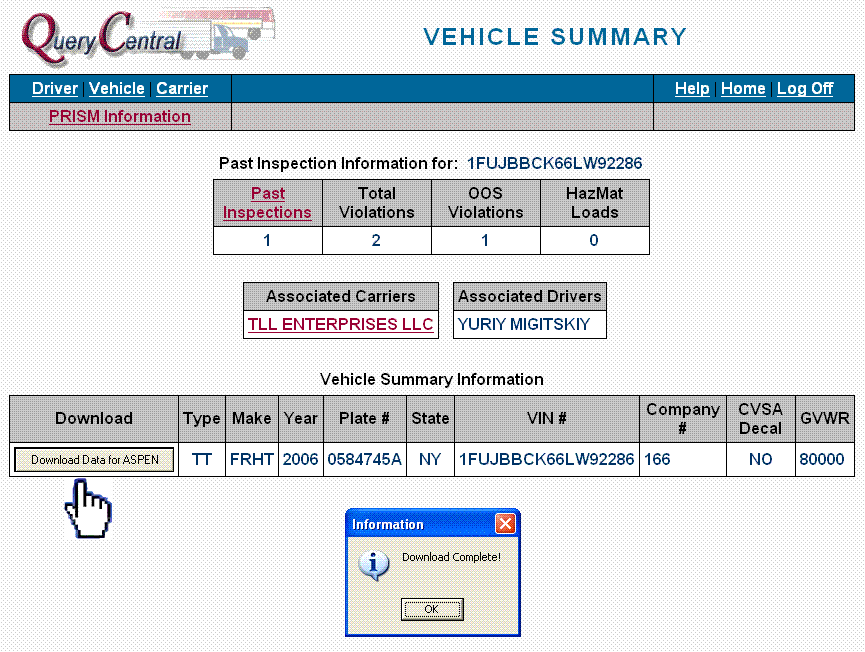 Query Central
VEHICLE SUMMARY
Driver | Vehicle | Carrier
Help | Home | Log Off
PRISM Information
Past Inspection Information for: 1FUJBBCK66LW92286
Past Inspections Total Violations OOS Violations HazMat Loads
1 2 1 0
Associated Carriers Associated Drivers
TLL ENTERPRISES LLC YURIY MIGITSKIY
Vehicle Summary Information
Download Type Make Year Plate # State VIN # Company # CVSA Decal GVWR
Download Data for ASPEN TT FRHT 2006 0584745A NY 1FUJBBCK66LW92286 166 NO 80000
Information
Download Complete!
OK